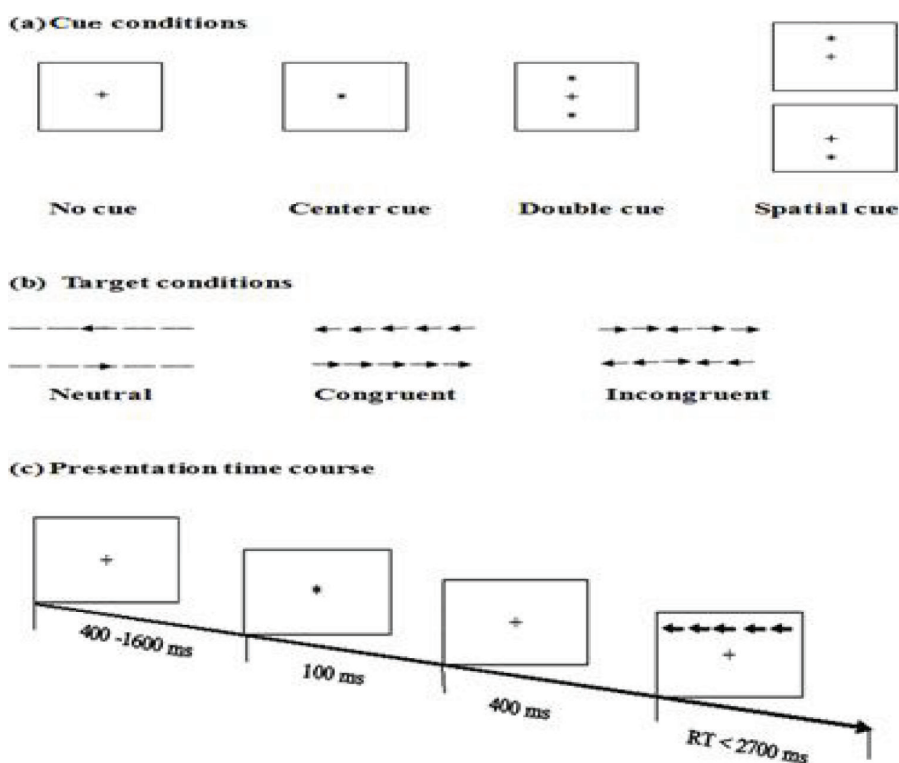 (a) Cue conditions
No cue
Center cue
Double cue
Spatial cue
(b) Target conditions
Neutral
Congruent
Incongruent
(c) Presentation time course
400 -1600 ms
100 ms
400 ms
RT < 2700 ms